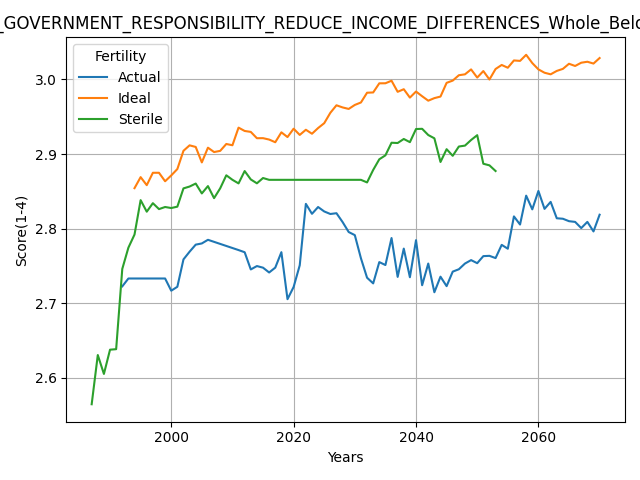 _GOVERNMENT_RESPONSIBILITY_REDUCE_INCOME_DIFFERENCES_Whole_Belo
Fertility
Actual
Ideal
Sterile
Score(1-4)
3.0
2.9
2.8
2.7
2.6
2000 2020 2040 2060
Years